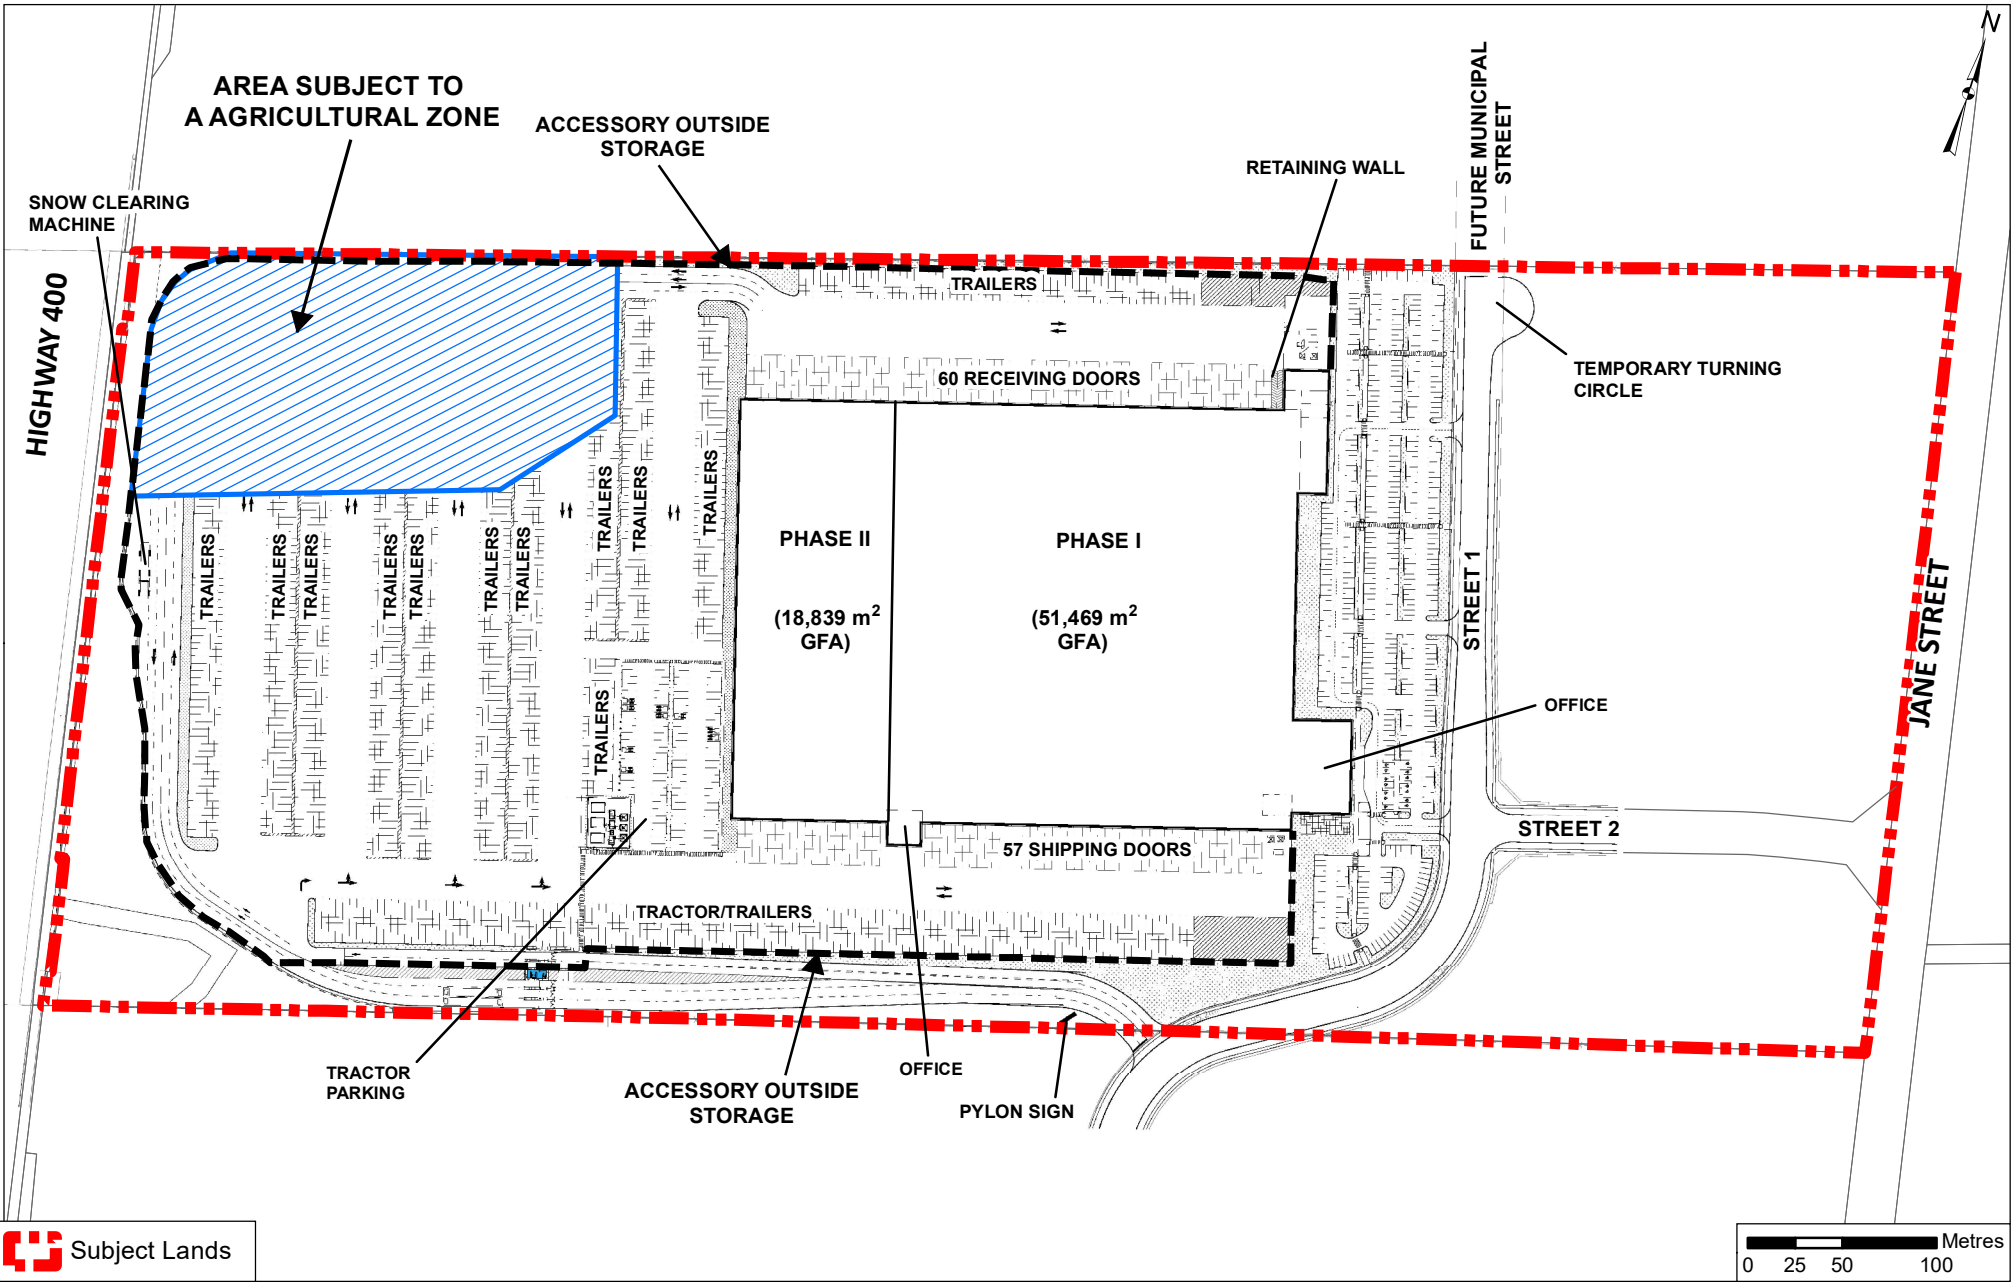 N
AREA SUBJECT TO
A AGRICULTURAL ZONE
ACCESSORY OUTSIDE
STORAGE
FUTURE MUNICIPAL
STREET
RETAINING WALL
SNOW CLEARING
MACHINE
HIGHWAY 400
TRAILERS
60 RECEIVING DOORS
TEMPORARY TURNING
CIRCLE
TRAILERS
TRAILERS
TRAILERS
TRAILERS
TRAILERS
TRAILERS
TRAILERS
TRAILERS
TRAILERS
TRAILERS
TRAILERS
TRAILERS
PHASE II
(18,839 m²
GFA)
PHASE I
(51,469 m²
GFA)
STREET 1
JANE STREET
OFFICE
STREET 2
57 SHIPPING DOORS
TRACTOR/TRAILERS
TRACTOR
PARKING
ACCESSORY OUTSIDE
STORAGE
OFFICE
PYLON SIGN
Subject Lands
Metres
0 25 50 100